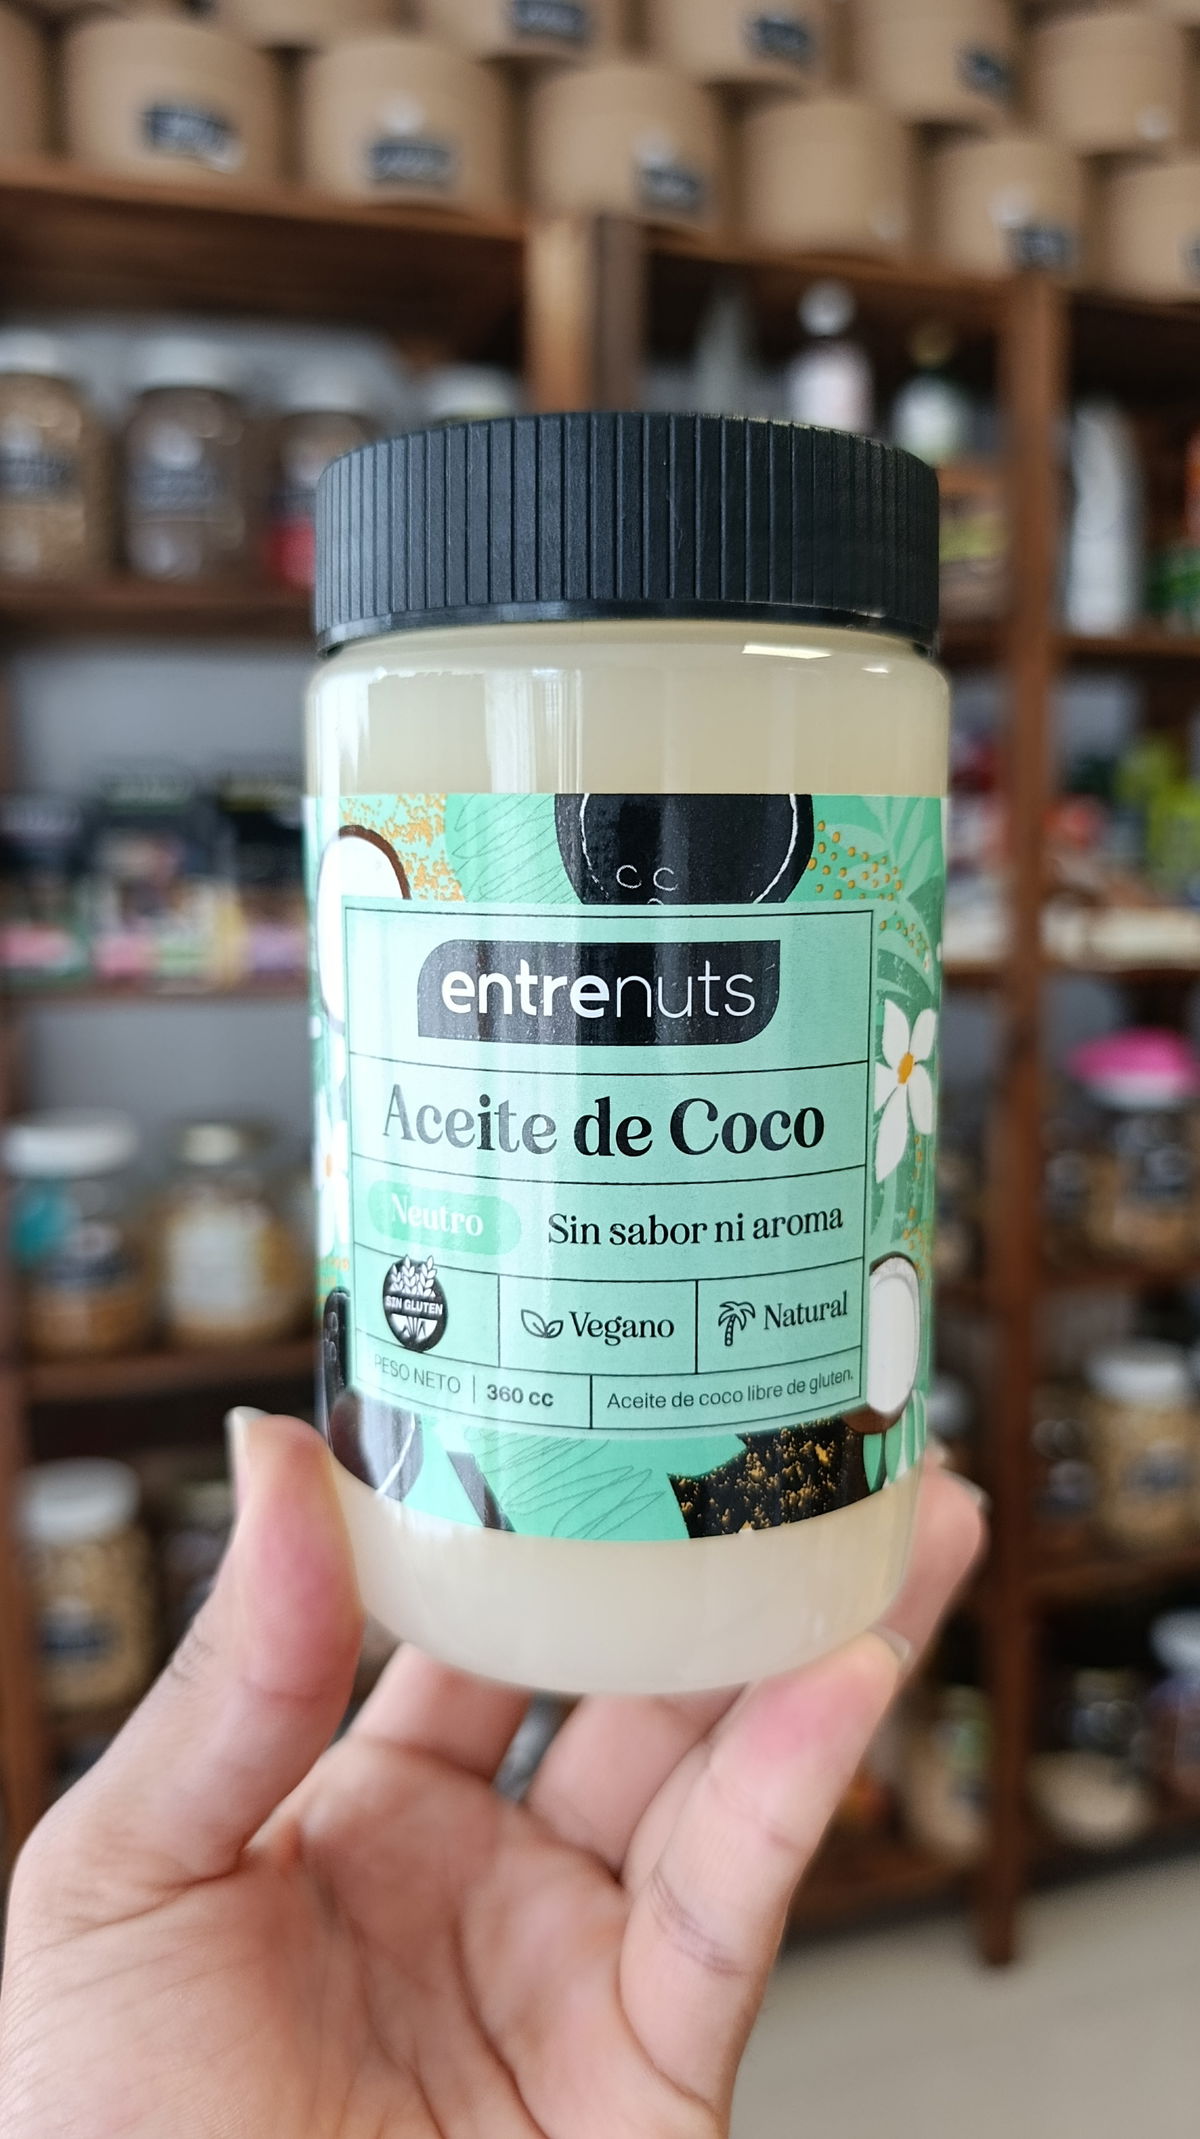 entrenuts
Aceite de Coco
Neutro Sin sabor ni aroma
SIN GLUTEN
Vegano
Natural
PESO NETO | 360 cc
Aceite de coco libre de gluten.